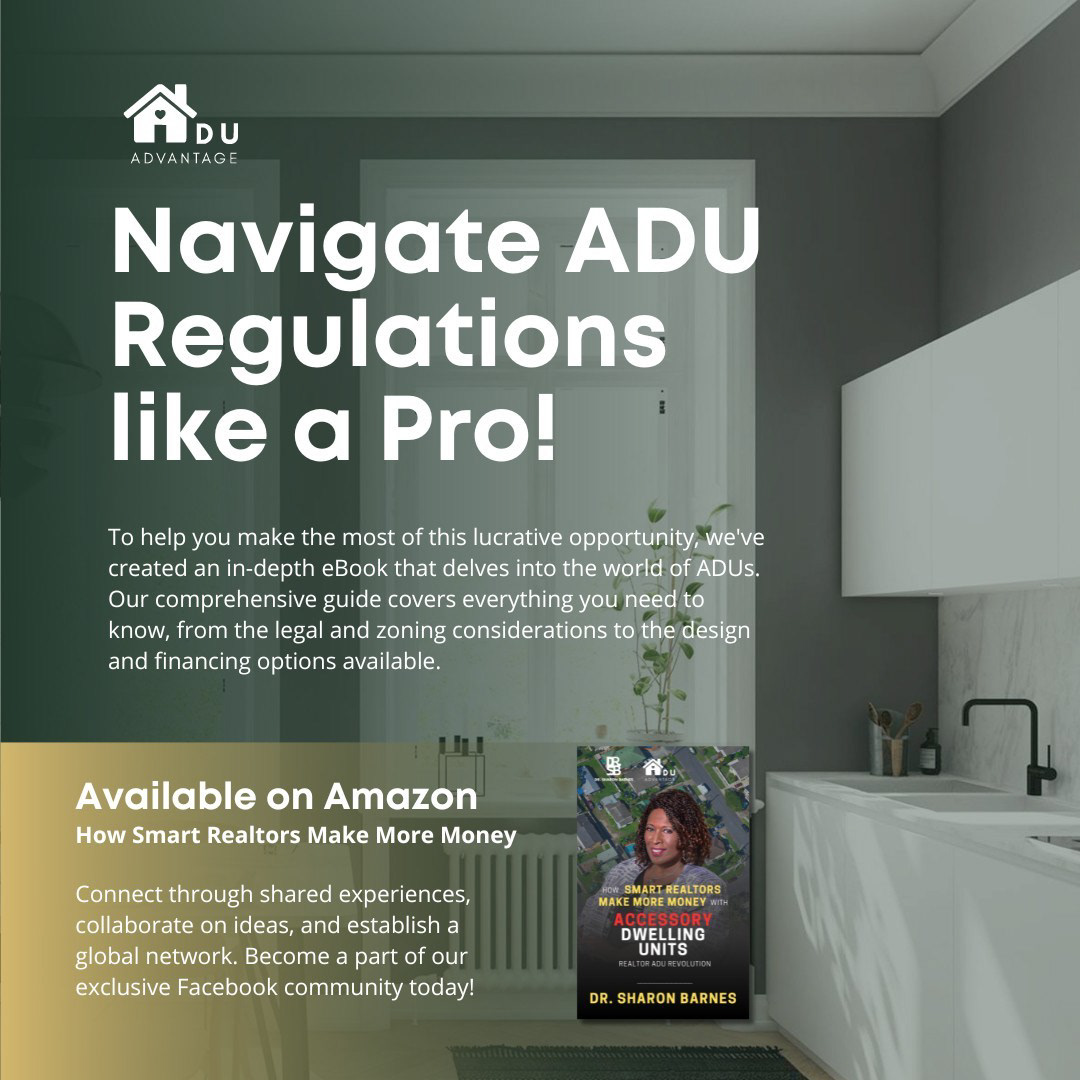 DU
ADVANTAGE
Navigate ADU
Regulations
like a Pro!
To help you make the most of this lucrative opportunity, we've
created an in-depth eBook that delves into the world of ADUs.
Our comprehensive guide covers everything you need to
know, from the legal and zoning considerations to the design
and financing options available.
Available on Amazon
How Smart Realtors Make More Money
Connect through shared experiences,
collaborate on ideas, and establish a
global network. Become a part of our
exclusive Facebook community today!
DR. SHARON BARNES
DU
HOW SMART REALTORS
MAKE MORE MONEY WITH
ACCESSORY
DWELLING
UNITS
REALTOR ADU REVOLUTION
DR. SHARON BARNES